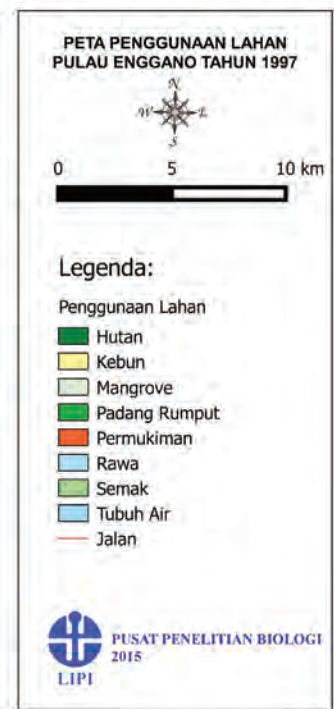 PETA PENGGUNAAN LAHAN
PULAU ENGGANO TAHUN 1997
N
W E
S
0 5 10 km
Legenda:
Penggunaan Lahan
Hutan
Kebun
Mangrove
Padang Rumput
Permukiman
Rawa
Semak
Tubuh Air
Jalan
PUSAT PENELITIAN BIOLOGI
2015
LIPI